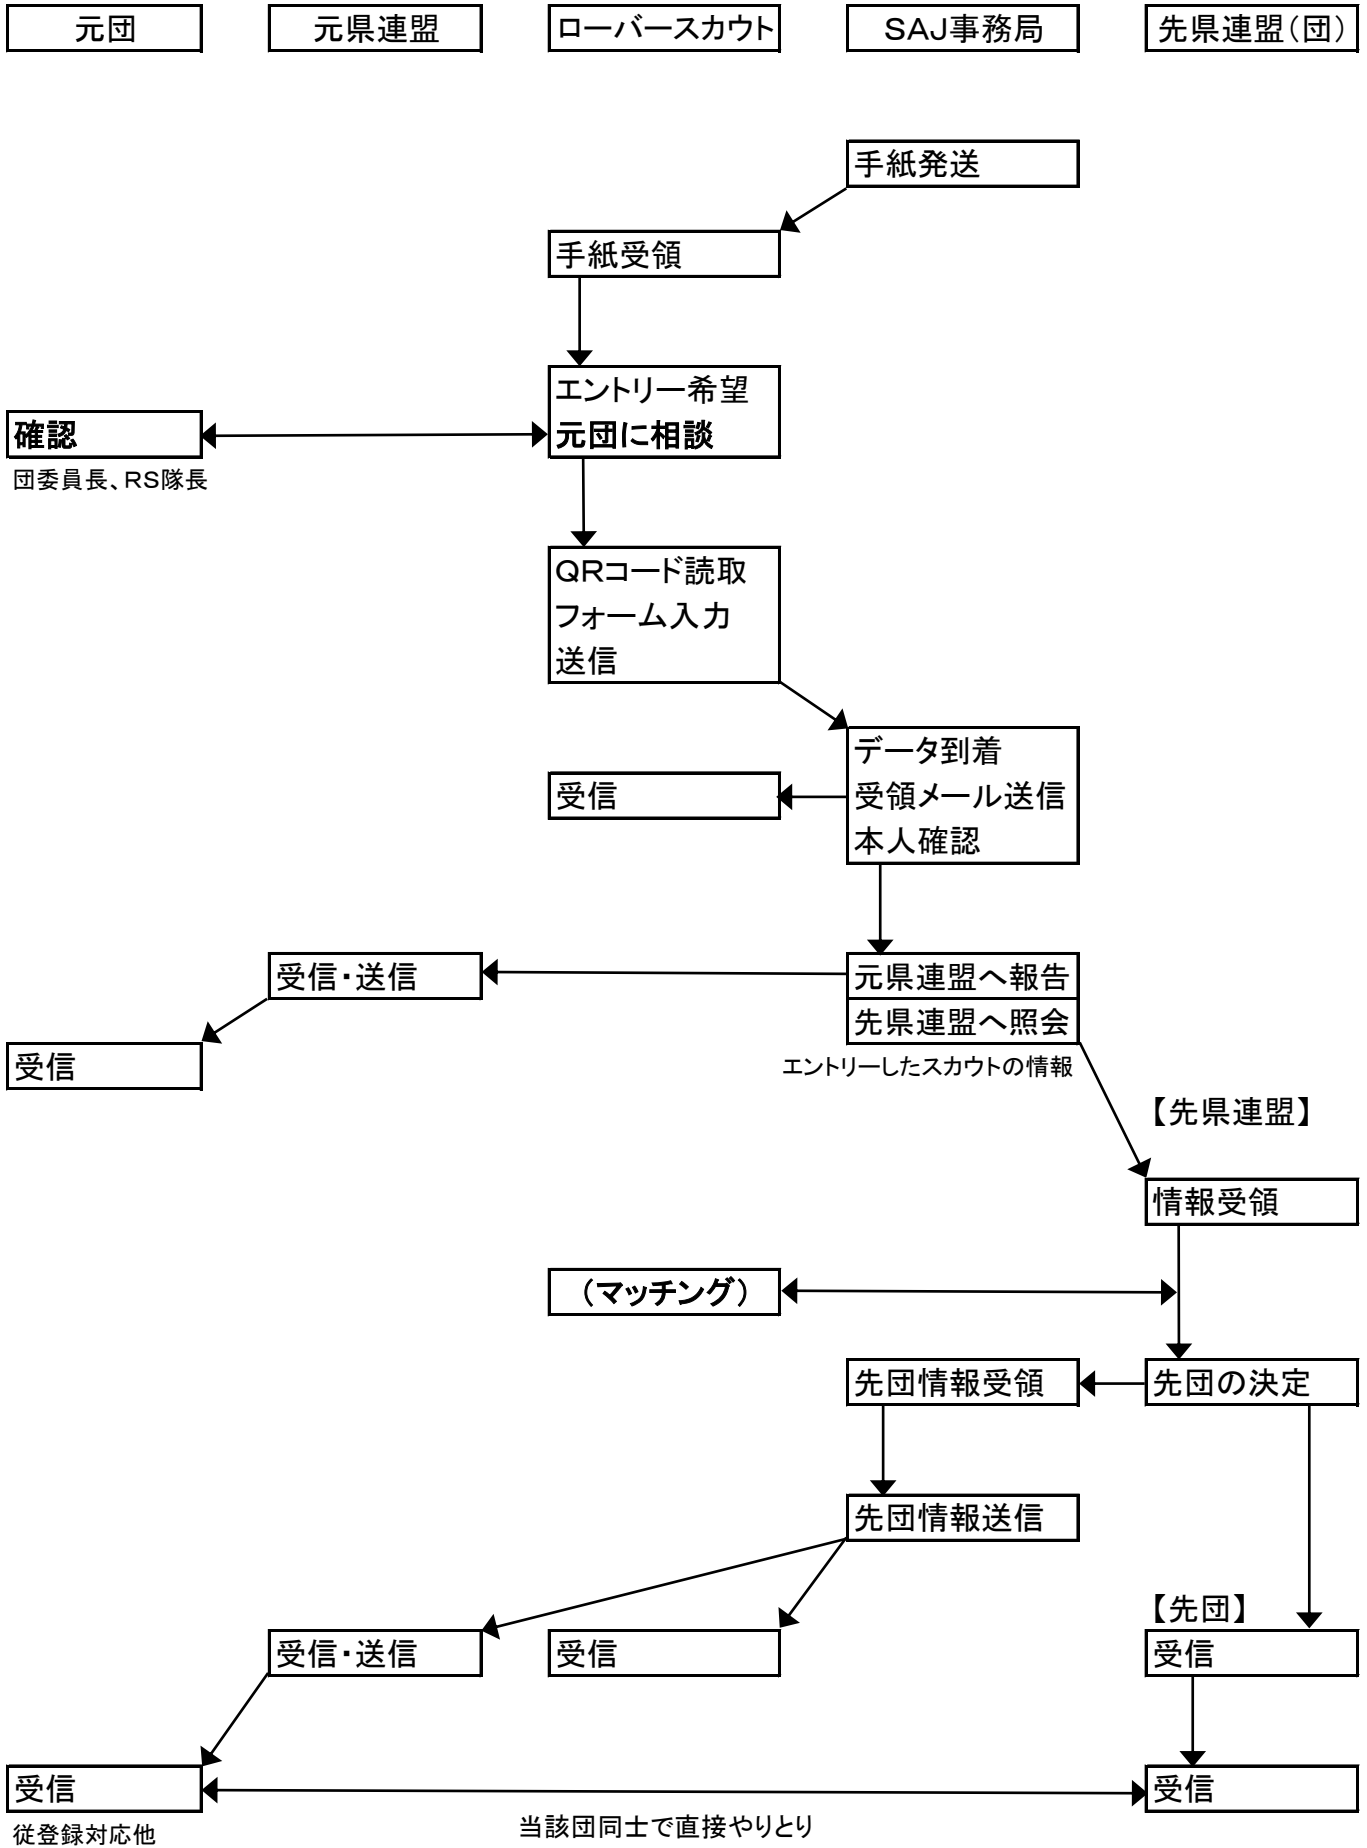 元団
元県連盟
ローバースカウト
SAJ事務局
先県連盟(団)
手紙発送
手紙受領
エントリー希望
元団に相談
確認
団委員長、RS隊長
QRコード読取
フォーム入力
送信
データ到着
受領メール送信
本人確認
受信
元県連盟へ報告
先県連盟へ照会
エントリーしたスカウトの情報
受信・送信
受信
【先県連盟】
情報受領
(マッチング)
先団情報受領
先団の決定
先団情報送信
【先団】
受信・送信
受信
受信
受信
受信
従登録対応他
当該団同士で直接やりとり